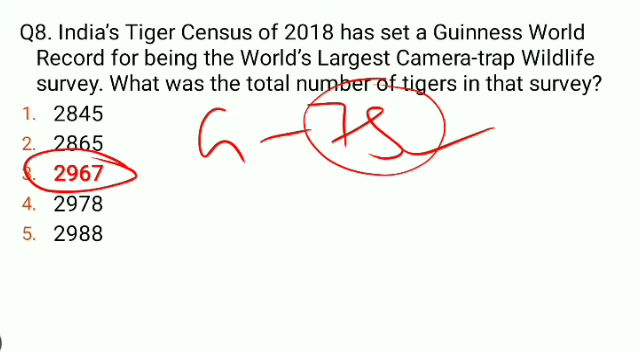 Q8. India's Tiger Census of 2018 has set a Guinness World
Record for being the World's Largest Camera-trap Wildlife
survey. What was the total number of tigers in that survey?
1. 2845
2. 2865
3. 2967
4. 2978
5. 2988